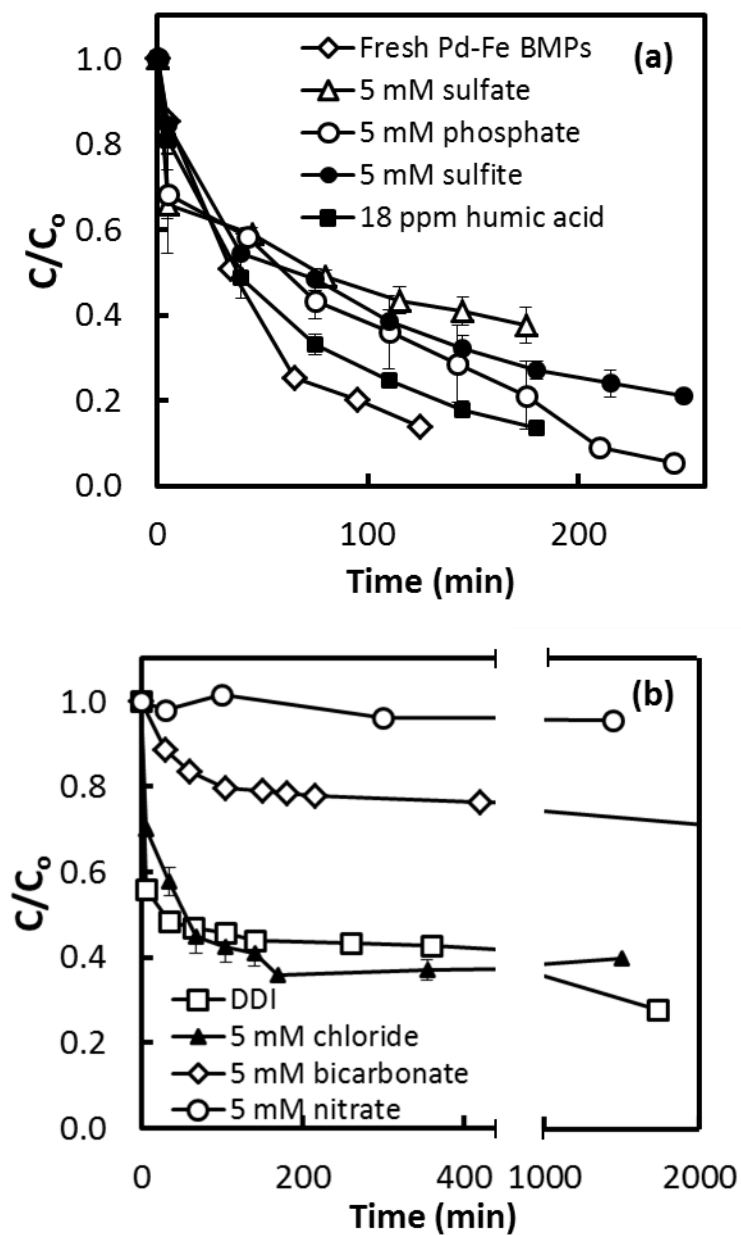 Fresh Pd-Fe BMPs
(a)
5 mM sulfate
5 mM phosphate
5 mM sulfite
18 ppm humic acid
1.0
0.8
0.6
0.4
0.2
0.0
C/Co
0 100 200
Time (min)
(b)
1.0
0.8
0.6
0.4
0.2
0.0
C/Co
DDI
5 mM chloride
5 mM bicarbonate
5 mM nitrate
0 200 400 1000 2000
Time (min)